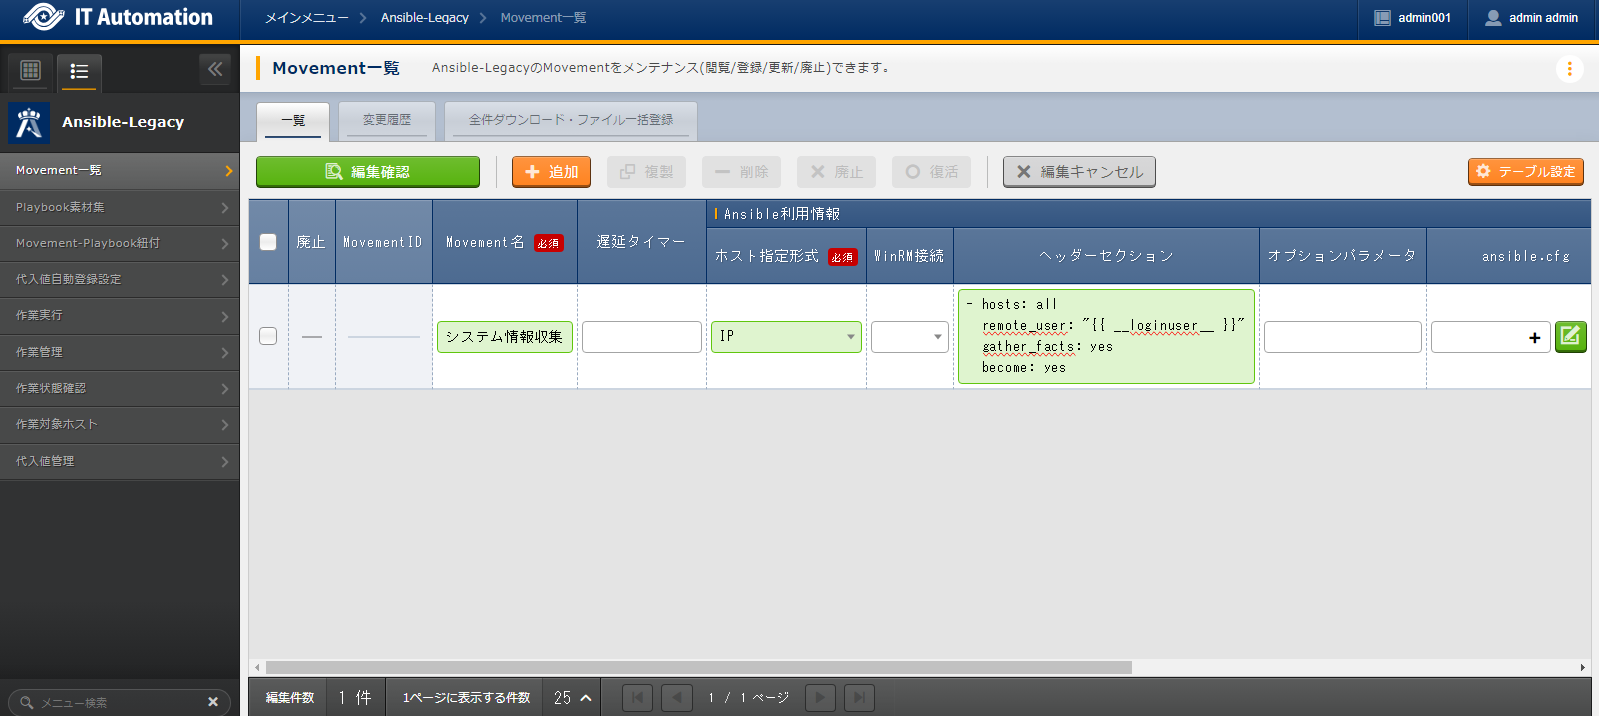 IT Automation
メインメニュー
Ansible-Legacy
Movement一覧
admin001
admin admin
Ansible-Legacy
Movement一覧
Playbook素材集
Movement-Playbook紐付
代入値自動登録設定
作業実行
作業管理
作業状態確認
作業対象ホスト
代入値管理
メニュー検索
Movement一覧
Ansible-LegacyのMovementをメンテナンス(閲覧/登録/更新/廃止)できます。
一覧
変更履歴
全件ダウンロード・ファイル一括登録
編集確認
追加
複製
削除
廃止
復活
編集キャンセル
テーブル設定
Ansible利用情報
廃止
MovementID
Movement名 必須
遅延タイマー
ホスト指定形式 必須
WinRM接続
ヘッダーセクション
オプションパラメータ
ansible.cfg
システム情報収集
IP
- hosts: all
remote_user: "{{ __loginuser__ }}"
gather_facts: yes
become: yes
編集件数
1 件
1ページに表示する件数
25
1 / 1 ページ